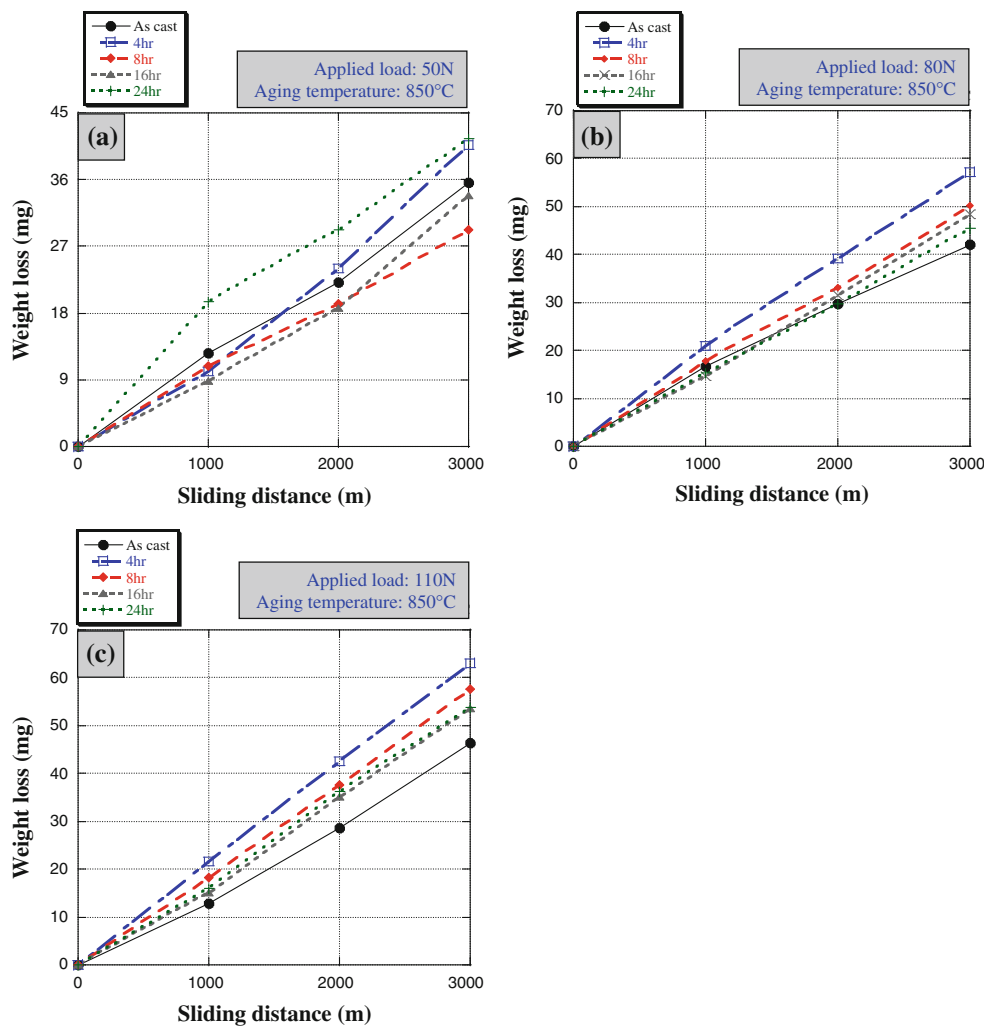 As cast
4hr
8hr
16hr
24hr
Applied load: 50N
Aging temperature: 850°C
(a)
45
36
27
18
9
0
Weight loss (mg)
0
1000
2000
3000
Sliding distance (m)
As cast
4hr
8hr
16hr
24hr
Applied load: 80N
Aging temperature: 850°C
(b)
70
60
50
40
30
20
10
0
Weight loss (mg)
0
1000
2000
3000
Sliding distance (m)
As cast
4hr
8hr
16hr
24hr
Applied load: 110N
Aging temperature: 850°C
(c)
70
60
50
40
30
20
10
0
Weight loss (mg)
0
1000
2000
3000
Sliding distance (m)